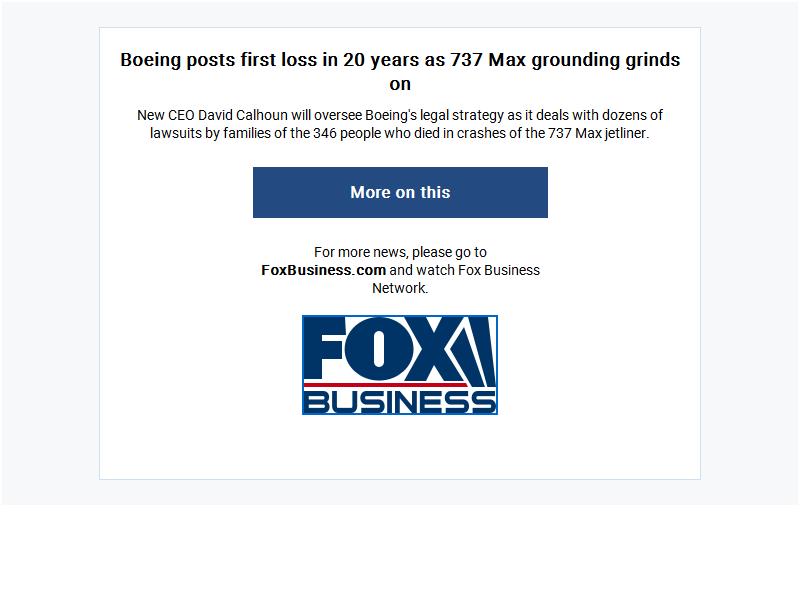 Boeing posts first loss in 20 years as 737 Max grounding grinds
on
New CEO David Calhoun will oversee Boeing's legal strategy as it deals with dozens of
lawsuits by families of the 346 people who died in crashes of the 737 Max jetliner.
More on this
For more news, please go to
FoxBusiness.com and watch Fox Business
Network.
FOX
BUSINESS